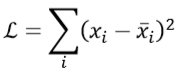 ℒ = ∑ᵢ (xᵢ − x̄ᵢ)²